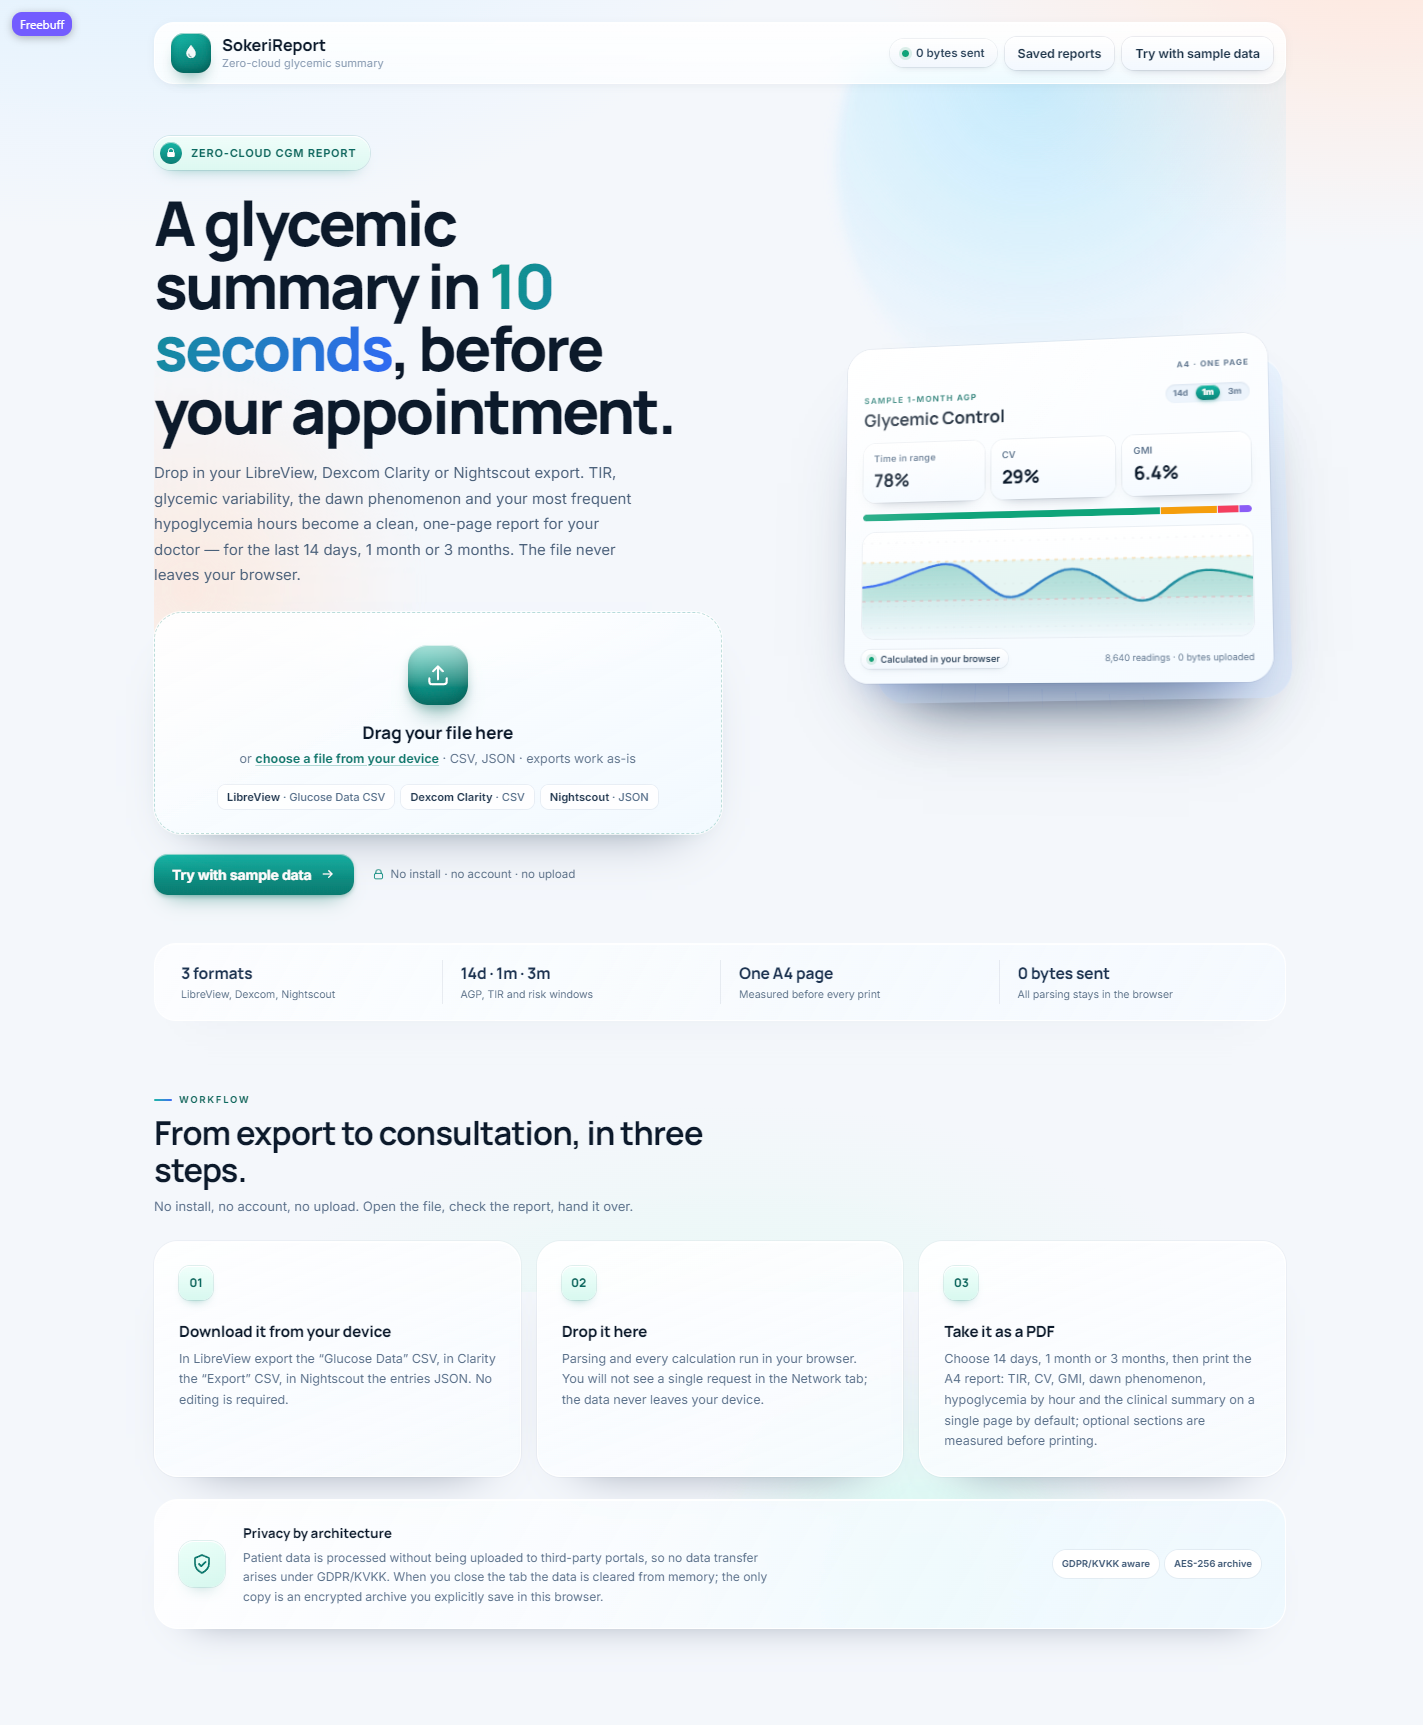 Freebuff
SokeriReport
Zero-cloud glycemic summary
0 bytes sent
Saved reports
Try with sample data
ZERO-CLOUD CGM REPORT
A glycemic
summary in 10
seconds, before
your appointment.
Drop in your LibreView, Dexcom Clarity or Nightscout export. TIR,
glycemic variability, the dawn phenomenon and your most frequent
hypoglycemia hours become a clean, one-page report for your
doctor — for the last 14 days, 1 month or 3 months. The file never
leaves your browser.
A4 · ONE PAGE
14d 1m 3m
SAMPLE 1-MONTH AGP
Glycemic Control
Time in range
78%
CV
29%
GMI
6.4%
Calculated in your browser
8,640 readings · 0 bytes uploaded
Drag your file here
or choose a file from your device · CSV, JSON · exports work as-is
LibreView · Glucose Data CSV
Dexcom Clarity · CSV
Nightscout · JSON
Try with sample data →
No install · no account · no upload
3 formats
LibreView, Dexcom, Nightscout
14d · 1m · 3m
AGP, TIR and risk windows
One A4 page
Measured before every print
0 bytes sent
All parsing stays in the browser
WORKFLOW
From export to consultation, in three
steps.
No install, no account, no upload. Open the file, check the report, hand it over.
01
Download it from your device
In LibreView export the “Glucose Data” CSV, in Clarity
the “Export” CSV, in Nightscout the entries JSON. No
editing is required.
02
Drop it here
Parsing and every calculation run in your browser.
You will not see a single request in the Network tab;
the data never leaves your device.
03
Take it as a PDF
Choose 14 days, 1 month or 3 months, then print the
A4 report: TIR, CV, GMI, dawn phenomenon,
hypoglycemia by hour and the clinical summary on a
single page by default; optional sections are
measured before printing.
Privacy by architecture
Patient data is processed without being uploaded to third-party portals, so no data transfer
arises under GDPR/KVKK. When you close the tab the data is cleared from memory; the only
copy is an encrypted archive you explicitly save in this browser.
GDPR/KVKK aware
AES-256 archive